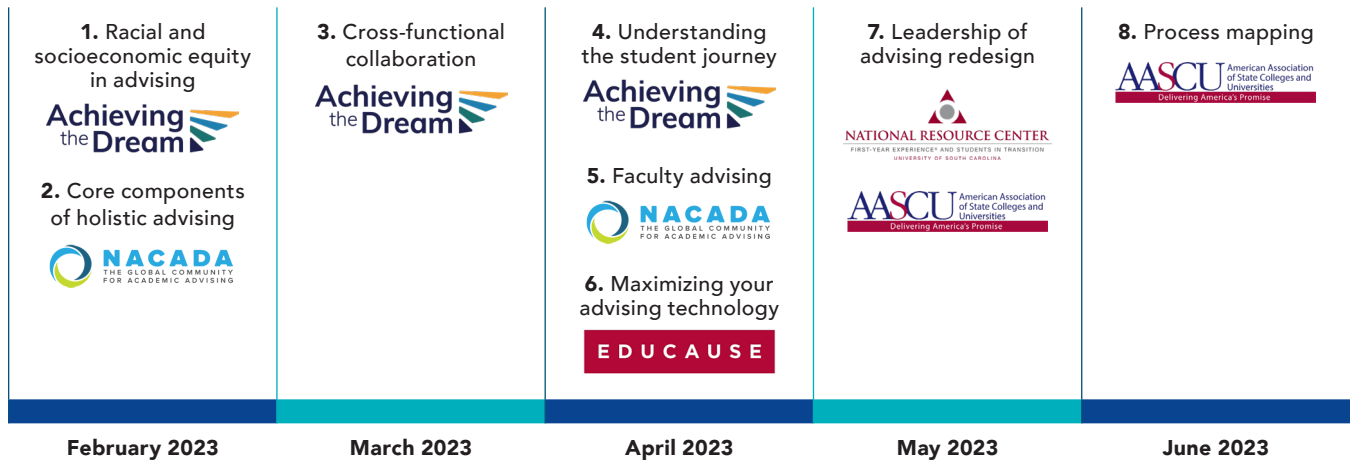 1. Racial and
socioeconomic equity
in advising
Achieving
the Dream
2. Core components
of holistic advising
NACADA
THE GLOBAL COMMUNITY
FOR ACADEMIC ADVISING
3. Cross-functional
collaboration
Achieving
the Dream
4. Understanding
the student journey
Achieving
the Dream
5. Faculty advising
NACADA
THE GLOBAL COMMUNITY
FOR ACADEMIC ADVISING
6. Maximizing your
advising technology
EDUCAUSE
7. Leadership of
advising redesign
NATIONAL RESOURCE CENTER
FIRST-YEAR EXPERIENCE® AND STUDENTS IN TRANSITION
UNIVERSITY OF SOUTH CAROLINA
AASCU
American Association
of State Colleges and
Universities
Delivering America's Promise
8. Process mapping
AASCU
American Association
of State Colleges and
Universities
Delivering America's Promise
February 2023
March 2023
April 2023
May 2023
June 2023